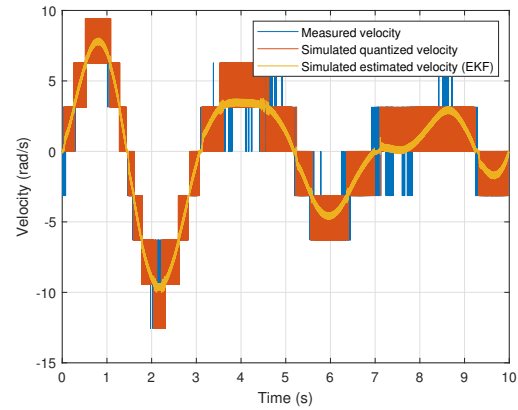 Measured velocity
Simulated quantized velocity
Simulated estimated velocity (EKF)
10
5
0
-5
-10
-15
Velocity (rad/s)
0 1 2 3 4 5 6 7 8 9 10
Time (s)